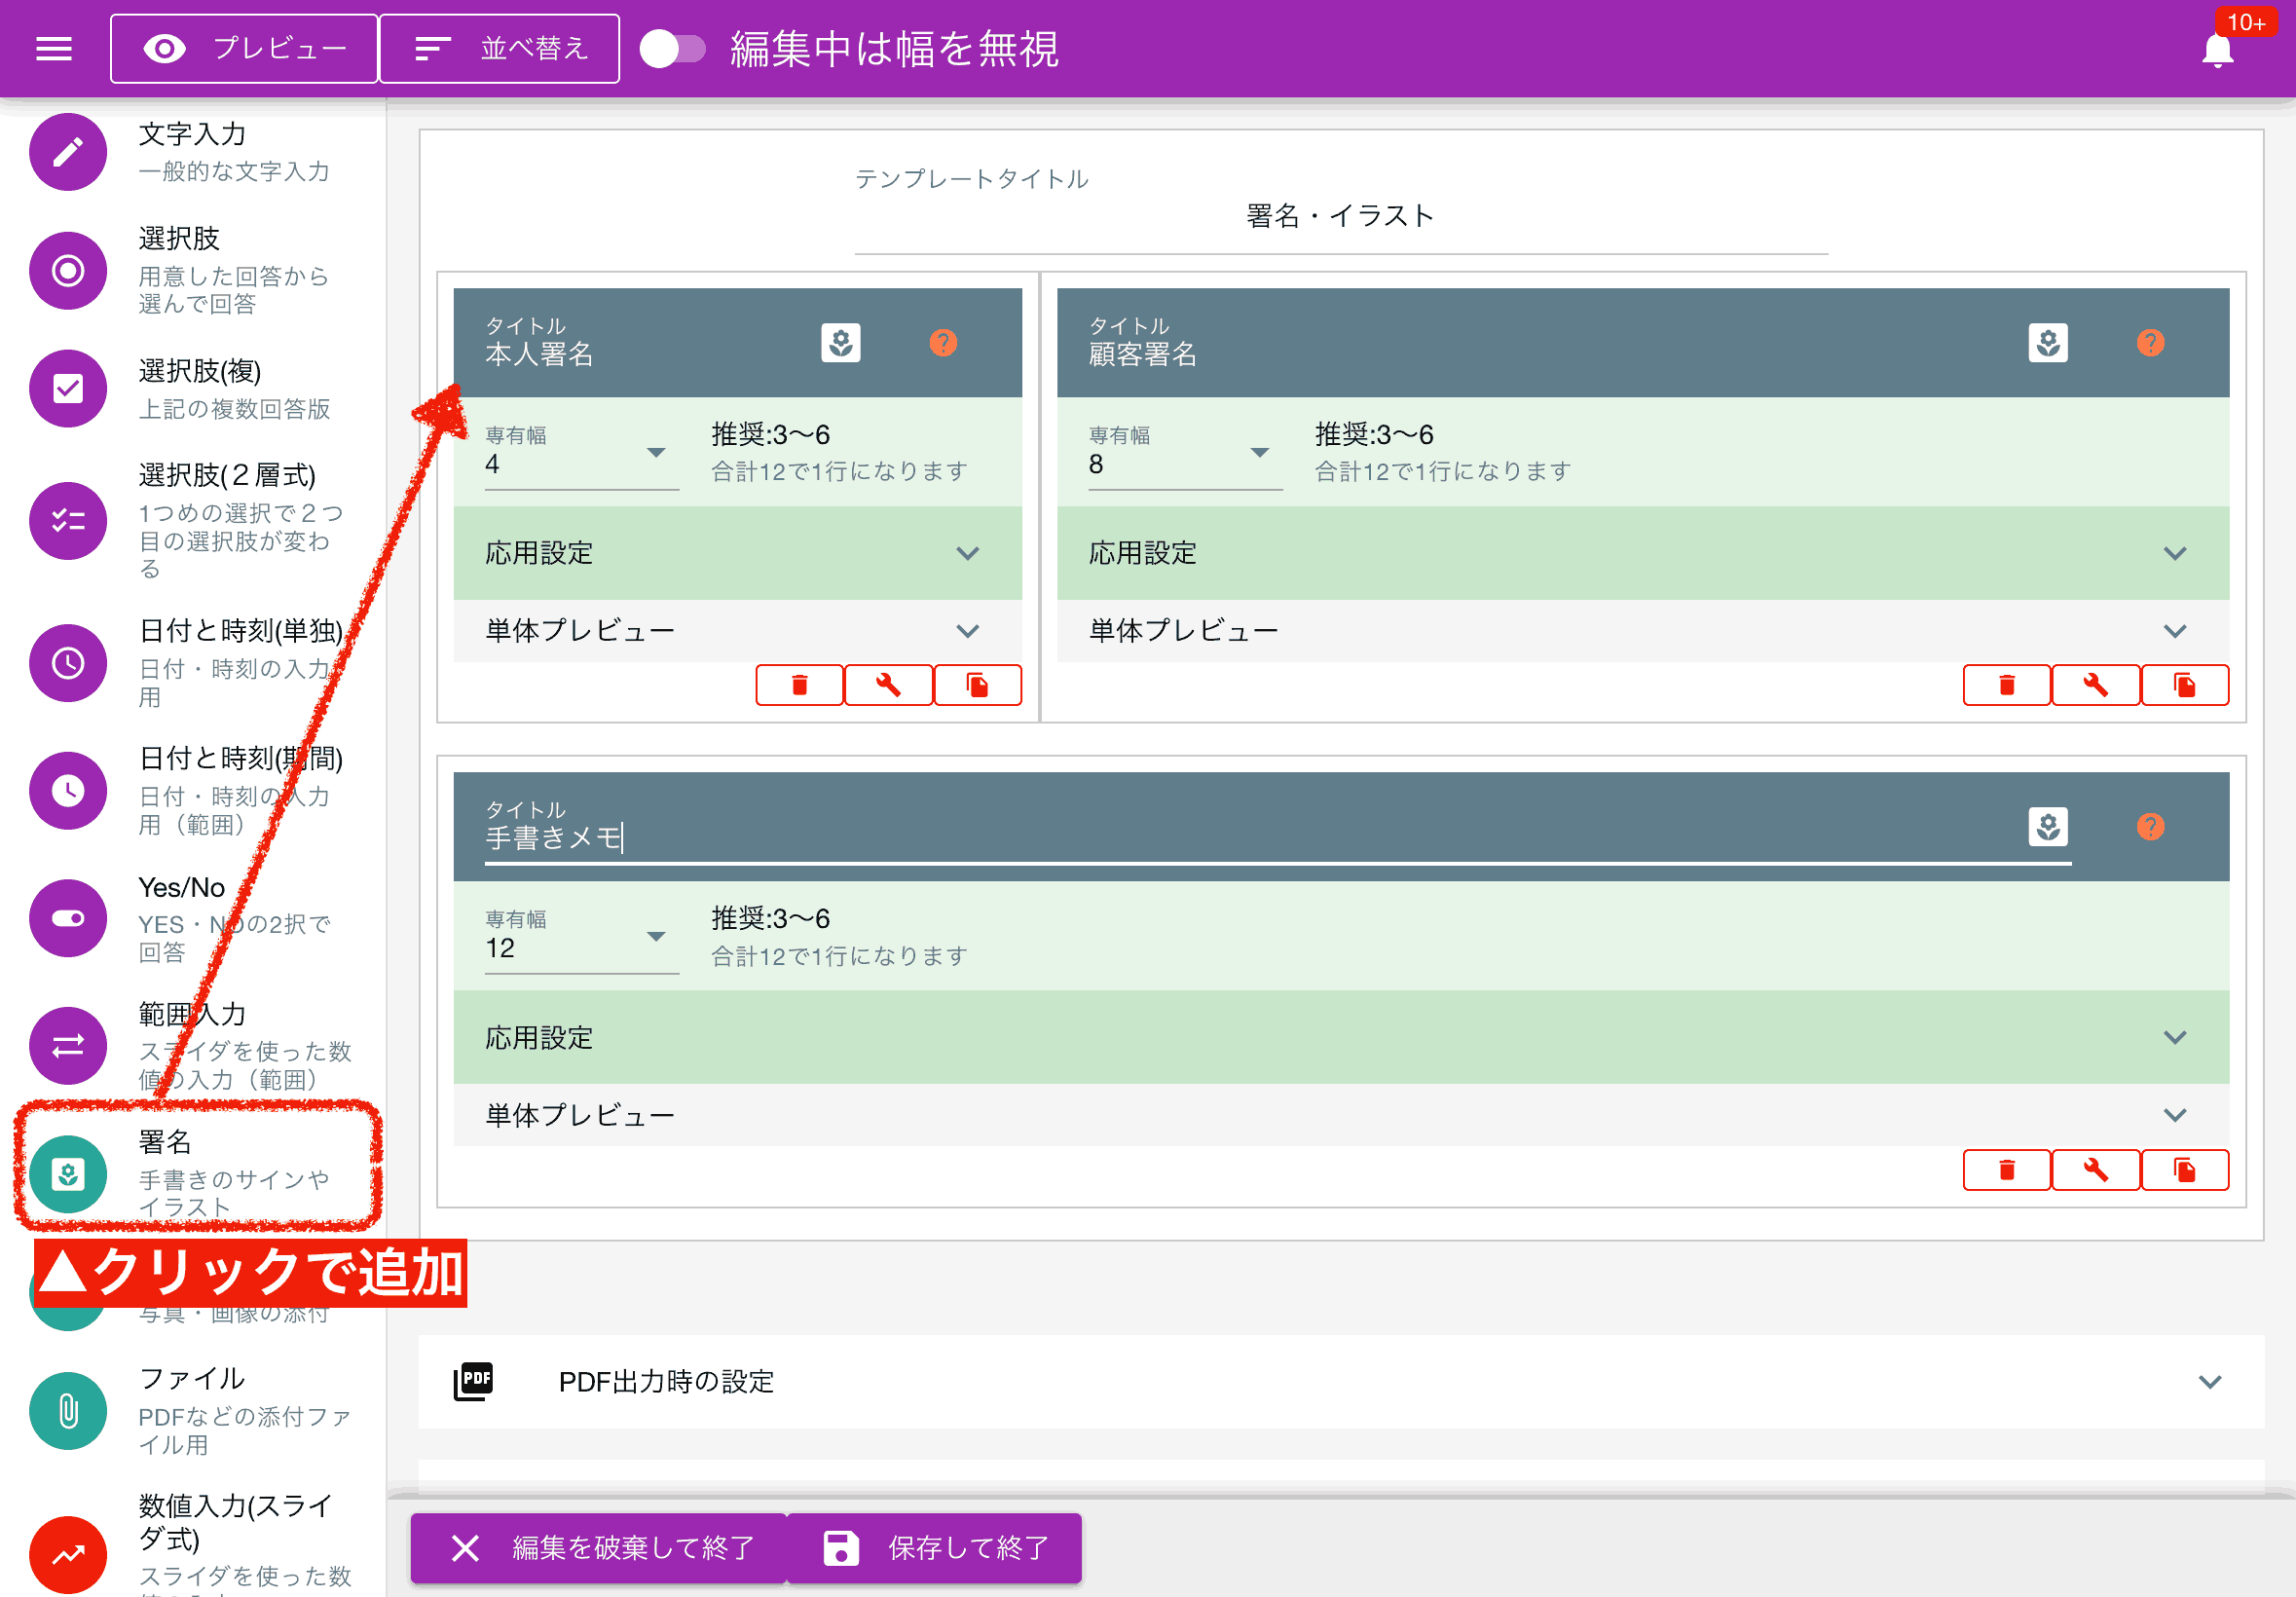 プレビュー
並べ替え
編集中は幅を無視
10+
文字入力
一般的な文字入力
選択肢
用意した回答から
選んで回答
選択肢(複)
上記の複数回答版
選択肢(２層式)
1つめの選択で２つ
目の選択肢が変わ
る
日付と時刻(単独)
日付・時刻の入力
用
日付と時刻(期間)
日付・時刻の入力
用（範囲）
Yes/No
YES・NOの2択で
回答
範囲入力
スライダを使った数
値の入力（範囲）
署名
手書きのサインや
イラスト
▲クリックで追加
写真・画像の添付
ファイル
PDFなどの添付ファ
イル用
数値入力(スライ
ダ式)
スライダを使った数
テンプレートタイトル
署名・イラスト
タイトル
本人署名
?
専有幅
4
推奨:3〜6
合計12で1行になります
応用設定
単体プレビュー
タイトル
顧客署名
?
専有幅
8
推奨:3〜6
合計12で1行になります
応用設定
単体プレビュー
タイトル
手書きメモ
?
専有幅
12
推奨:3〜6
合計12で1行になります
応用設定
単体プレビュー
PDF
PDF出力時の設定
編集を破棄して終了
保存して終了